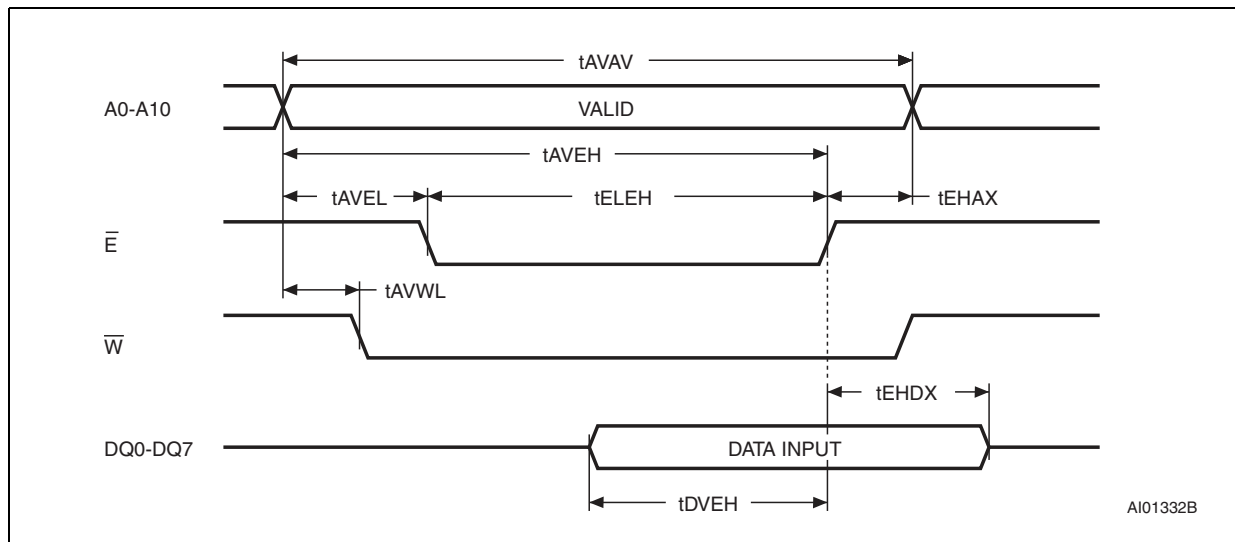 tAVAV
A0-A10 VALID
tAVEH
tAVEL tELEH tEHAX
E̅
tAVWL
W̅
tEHDX
DQ0-DQ7 DATA INPUT
tDVEH
AI01332B